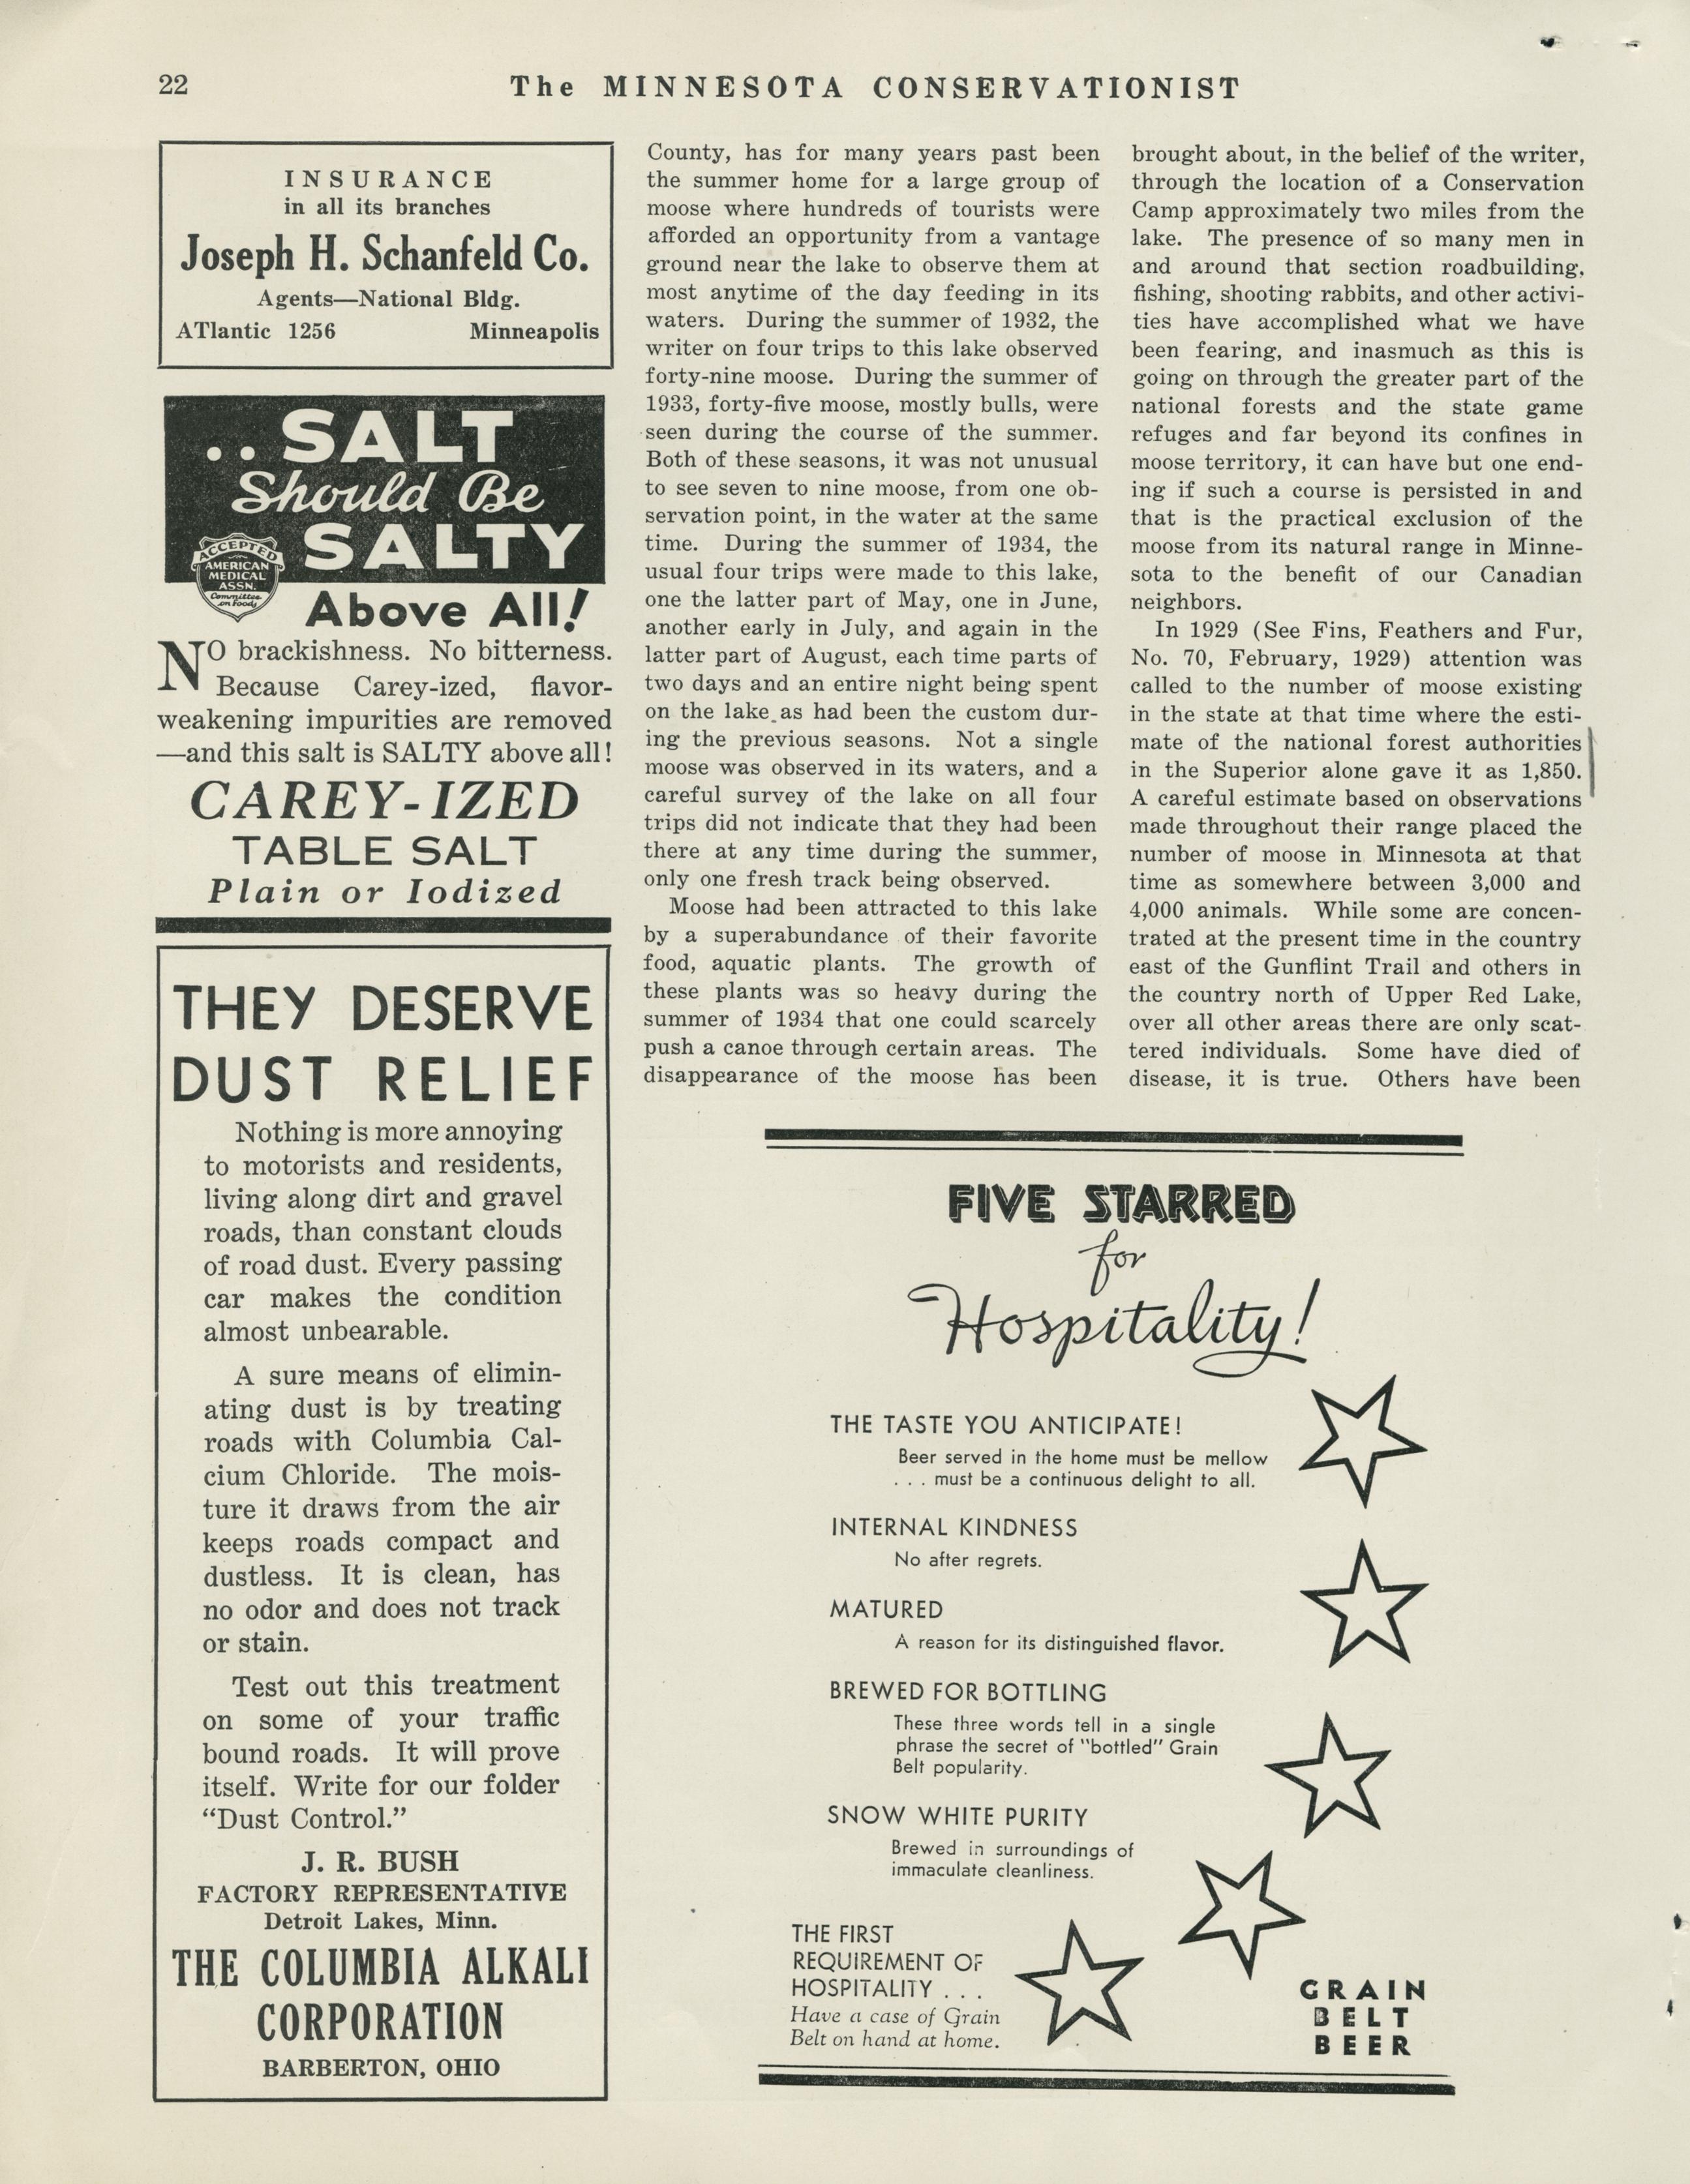 22
The MINNESOTA CONSERVATIONIST
INSURANCE
in all its branches
Joseph H. Schanfeld Co.
Agents—National Bldg.
ATlantic 1256 Minneapolis
.. SALT
Should Be
SALTY
ACCEPTED
AMERICAN
MEDICAL
ASSN.
Committee
on Foods
Above All!
NO brackishness. No bitterness.
Because Carey-ized, flavor-
weakening impurities are removed
—and this salt is SALTY above all!
CAREY-IZED
TABLE SALT
Plain or Iodized
THEY DESERVE
DUST RELIEF
Nothing is more annoying
to motorists and residents,
living along dirt and gravel
roads, than constant clouds
of road dust. Every passing
car makes the condition
almost unbearable.
A sure means of elimin-
ating dust is by treating
roads with Columbia Cal-
cium Chloride. The mois-
ture it draws from the air
keeps roads compact and
dustless. It is clean, has
no odor and does not track
or stain.
Test out this treatment
on some of your traffic
bound roads. It will prove
itself. Write for our folder
“Dust Control.”
J. R. BUSH
FACTORY REPRESENTATIVE
Detroit Lakes, Minn.
THE COLUMBIA ALKALI
CORPORATION
BARBERTON, OHIO
County, has for many years past been
the summer home for a large group of
moose where hundreds of tourists were
afforded an opportunity from a vantage
ground near the lake to observe them at
most anytime of the day feeding in its
waters. During the summer of 1932, the
writer on four trips to this lake observed
forty-nine moose. During the summer of
1933, forty-five moose, mostly bulls, were
seen during the course of the summer.
Both of these seasons, it was not unusual
to see seven to nine moose, from one ob-
servation point, in the water at the same
time. During the summer of 1934, the
usual four trips were made to this lake,
one the latter part of May, one in June,
another early in July, and again in the
latter part of August, each time parts of
two days and an entire night being spent
on the lake as had been the custom dur-
ing the previous seasons. Not a single
moose was observed in its waters, and a
careful survey of the lake on all four
trips did not indicate that they had been
there at any time during the summer,
only one fresh track being observed.
Moose had been attracted to this lake
by a superabundance of their favorite
food, aquatic plants. The growth of
these plants was so heavy during the
summer of 1934 that one could scarcely
push a canoe through certain areas. The
disappearance of the moose has been
brought about, in the belief of the writer,
through the location of a Conservation
Camp approximately two miles from the
lake. The presence of so many men in
and around that section roadbuilding,
fishing, shooting rabbits, and other activi-
ties have accomplished what we have
been fearing, and inasmuch as this is
going on through the greater part of the
national forests and the state game
refuges and far beyond its confines in
moose territory, it can have but one end-
ing if such a course is persisted in and
that is the practical exclusion of the
moose from its natural range in Minne-
sota to the benefit of our Canadian
neighbors.
In 1929 (See Fins, Feathers and Fur,
No. 70, February, 1929) attention was
called to the number of moose existing
in the state at that time where the esti-
mate of the national forest authorities
in the Superior alone gave it as 1,850.
A careful estimate based on observations
made throughout their range placed the
number of moose in Minnesota at that
time as somewhere between 3,000 and
4,000 animals. While some are concen-
trated at the present time in the country
east of the Gunflint Trail and others in
the country north of Upper Red Lake,
over all other areas there are only scat-
tered individuals. Some have died of
disease, it is true. Others have been
FIVE STARRED
for
Hospitality!
THE TASTE YOU ANTICIPATE!
Beer served in the home must be mellow
. . . must be a continuous delight to all.
INTERNAL KINDNESS
No after regrets.
MATURED
A reason for its distinguished flavor.
BREWED FOR BOTTLING
These three words tell in a single
phrase the secret of "bottled" Grain
Belt popularity.
SNOW WHITE PURITY
Brewed in surroundings of
immaculate cleanliness.
THE FIRST
REQUIREMENT OF
HOSPITALITY . . .
Have a case of Grain
Belt on hand at home.
GRAIN
BELT
BEER